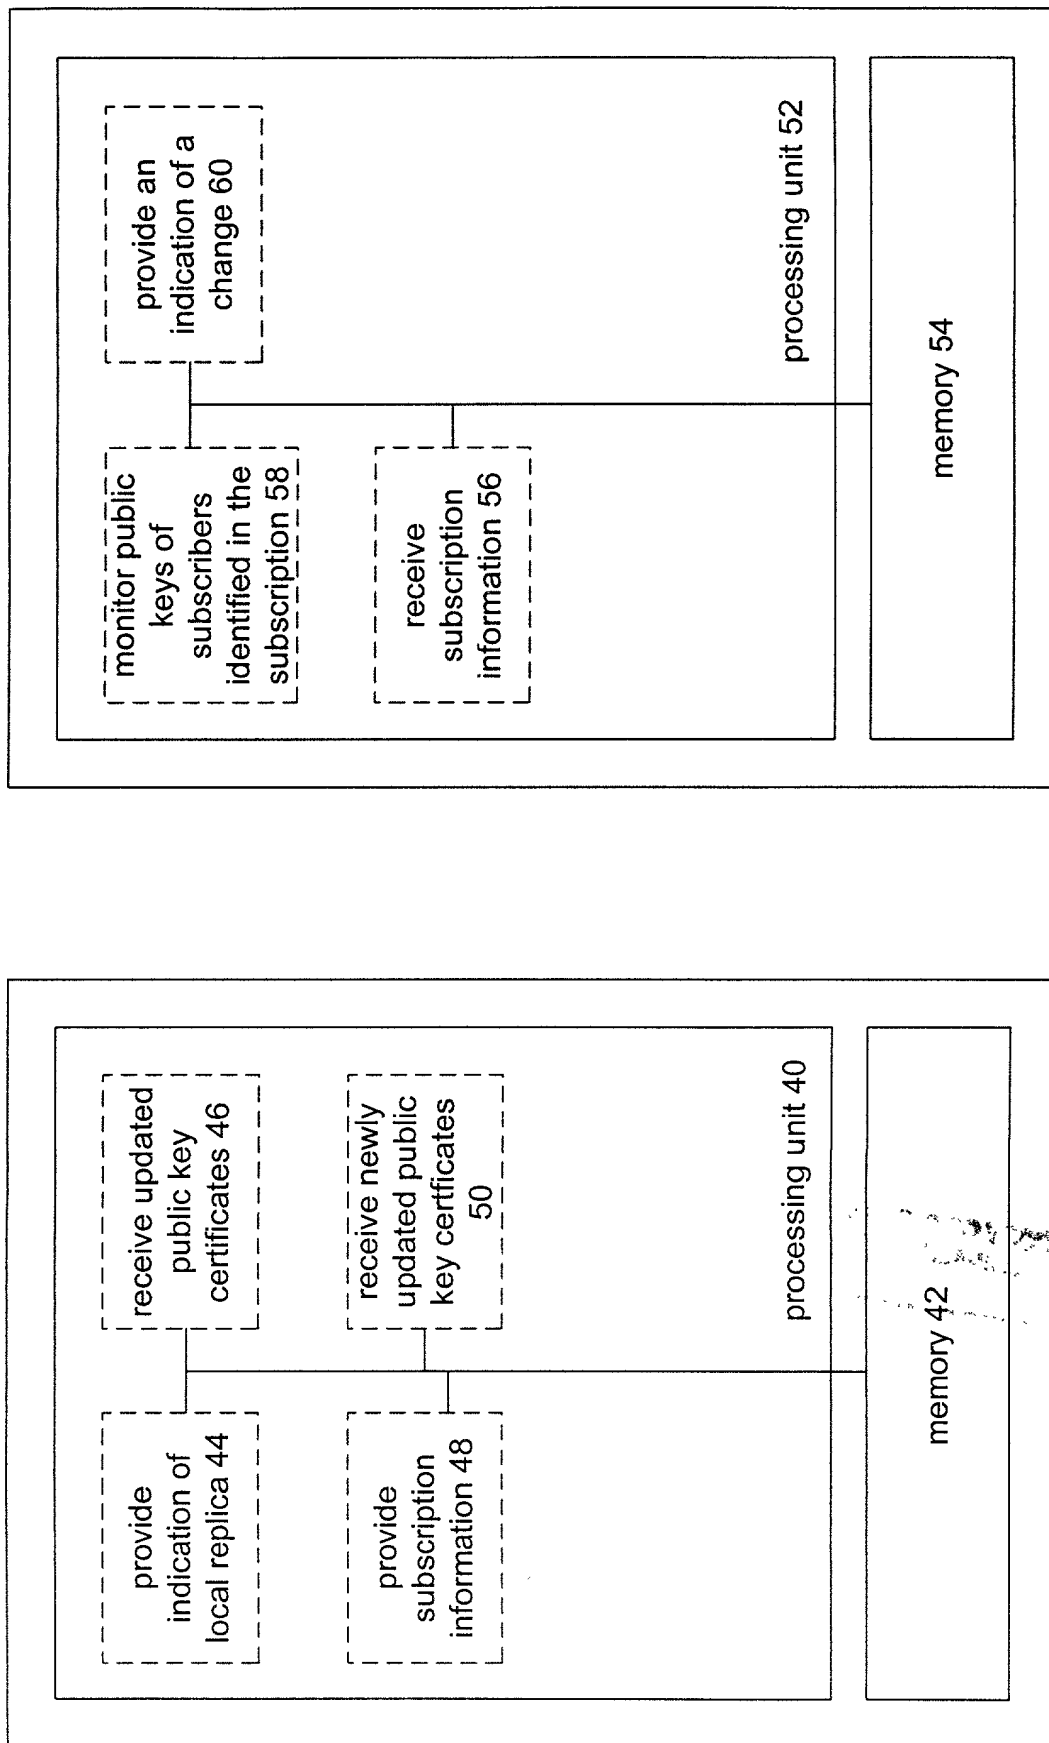 provide
indication of
local replica 44
receive updated
public key
certificates 46
provide
subscription
information 48
receive newly
updated public
key certficates
50
processing unit 40
memory 42
monitor public
keys of
subscribers
identified in the
subscription 58
provide an
indication of a
change 60
receive
subscription
information 56
processing unit 52
memory 54